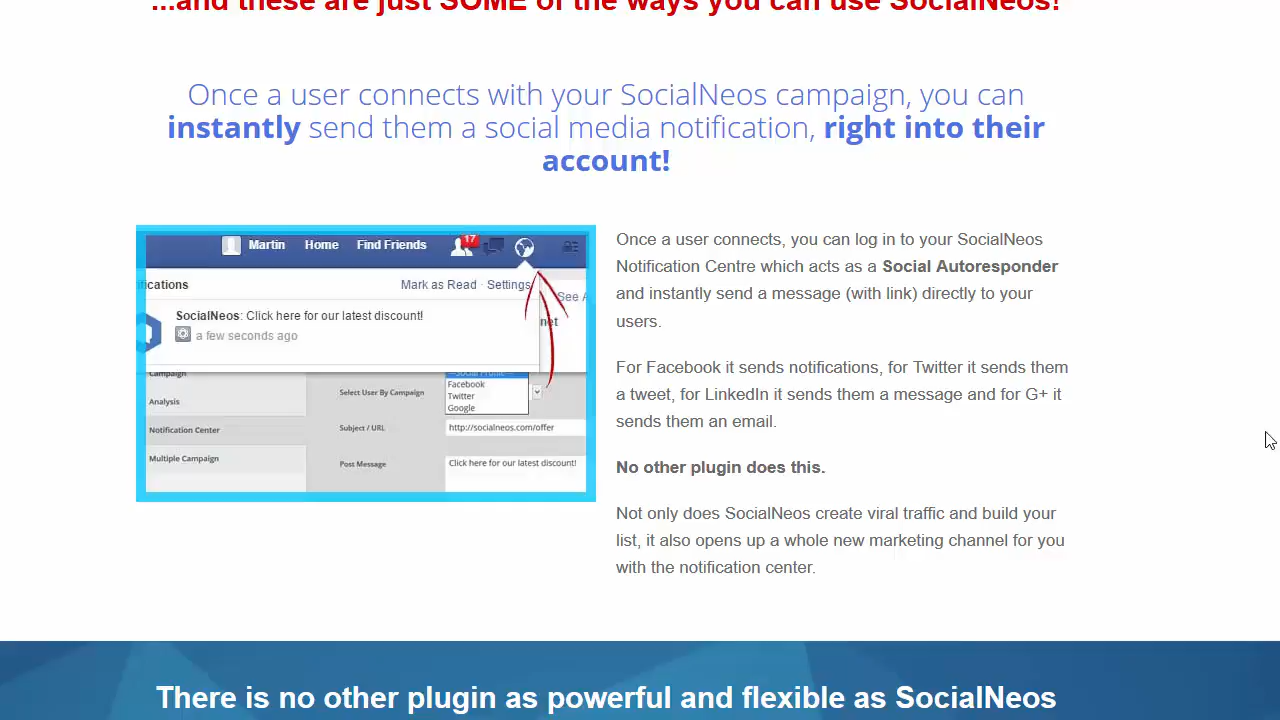 ...and these are just SOME of the ways you can use SocialNeos!
Once a user connects with your SocialNeos campaign, you can
instantly send them a social media notification, right into their
account!
Martin Home Find Friends 17
ifications Mark as Read · Settings
See A
SocialNeos: Click here for our latest discount!
net
a few seconds ago
Campaign
Analysis
Notification Center
Multiple Campaign
Select User By Campaign
Facebook
Twitter
Google
Subject / URL http://socialneos.com/offer
Post Message Click here for our latest discount!
Once a user connects, you can log in to your SocialNeos
Notification Centre which acts as a Social Autoresponder
and instantly send a message (with link) directly to your
users.
For Facebook it sends notifications, for Twitter it sends them
a tweet, for LinkedIn it sends them a message and for G+ it
sends them an email.
No other plugin does this.
Not only does SocialNeos create viral traffic and build your
list, it also opens up a whole new marketing channel for you
with the notification center.
There is no other plugin as powerful and flexible as SocialNeos